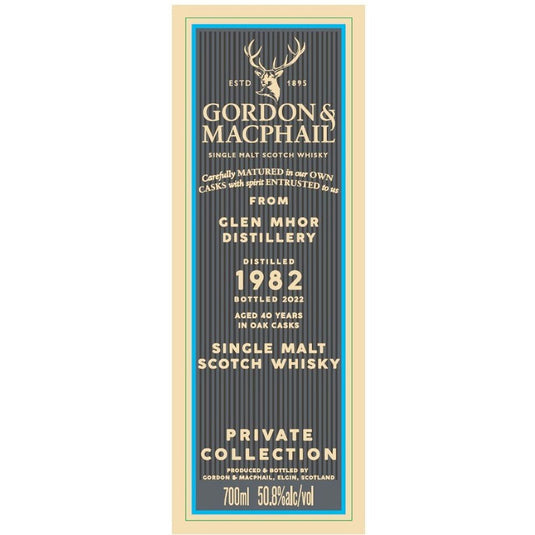 ESTD 1895
GORDON &
MACPHAIL
SINGLE MALT SCOTCH WHISKY
Carefully MATURED in our OWN
CASKS with spirit ENTRUSTED to us
FROM
GLEN MHOR
DISTILLERY
DISTILLED
1982
BOTTLED 2022
AGED 40 YEARS
IN OAK CASKS
SINGLE MALT
SCOTCH WHISKY
PRIVATE
COLLECTION
PRODUCED & BOTTLED BY
GORDON & MACPHAIL, ELGIN, SCOTLAND
700ml 50.8%alc/vol